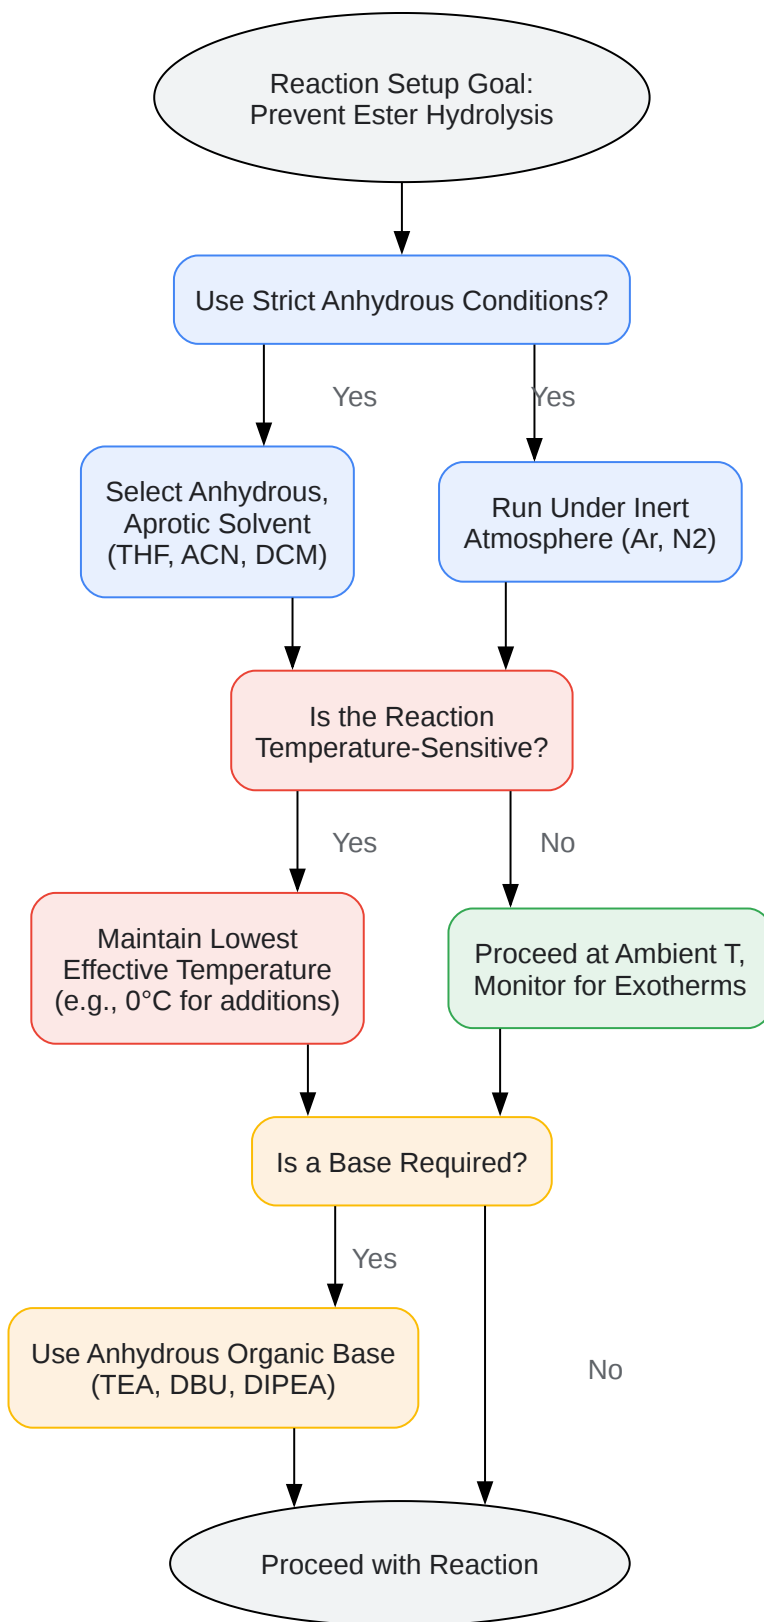 Reaction Setup Goal:
Prevent Ester Hydrolysis
Use Strict Anhydrous Conditions?
Yes
Yes
Select Anhydrous,
Aprotic Solvent
(THF, ACN, DCM)
Run Under Inert
Atmosphere (Ar, N2)
Is the Reaction
Temperature-Sensitive?
Yes
No
Maintain Lowest
Effective Temperature
(e.g., 0°C for additions)
Proceed at Ambient T,
Monitor for Exotherms
Is a Base Required?
Yes
Use Anhydrous Organic Base
(TEA, DBU, DIPEA)
No
Proceed with Reaction